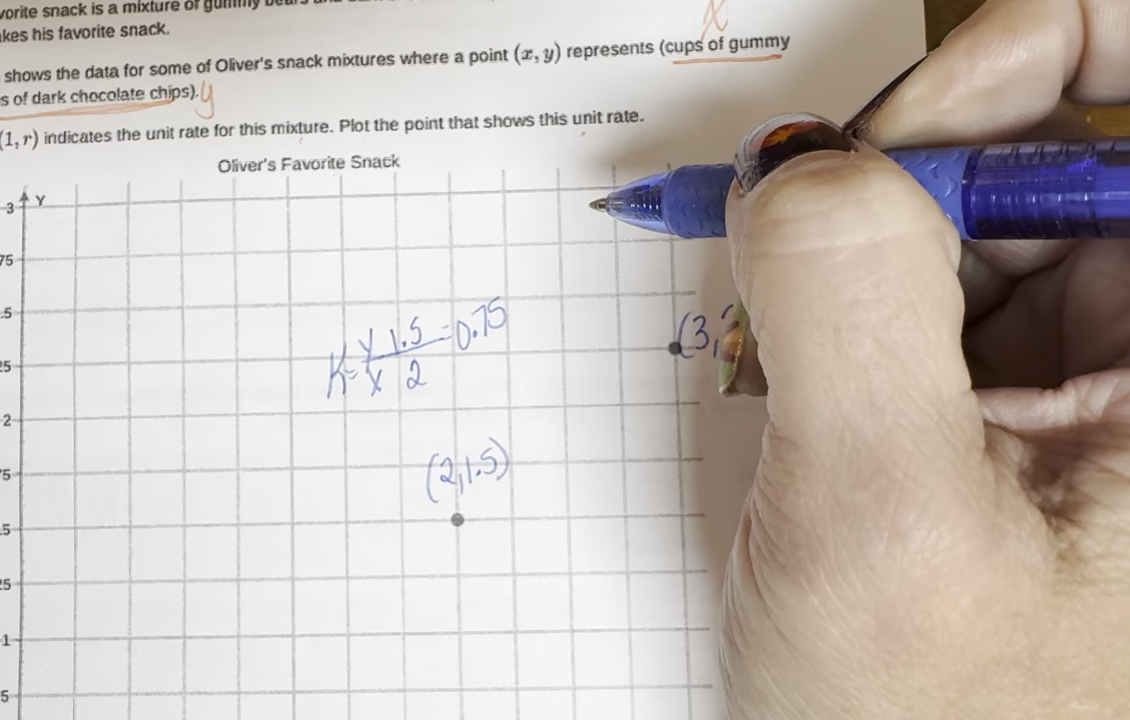 vorite snack is a mixture of gummy bears and
kes his favorite snack.
x
shows the data for some of Oliver's snack mixtures where a point (x, y) represents (cups of gummy
s of dark chocolate chips). y
(1, r) indicates the unit rate for this mixture. Plot the point that shows this unit rate.
Oliver's Favorite Snack
3 Y
75
.5
K= y/x 1.5/2 = 0.75
(3,
25
2
(2,1.5)
5
.5
25
1
5